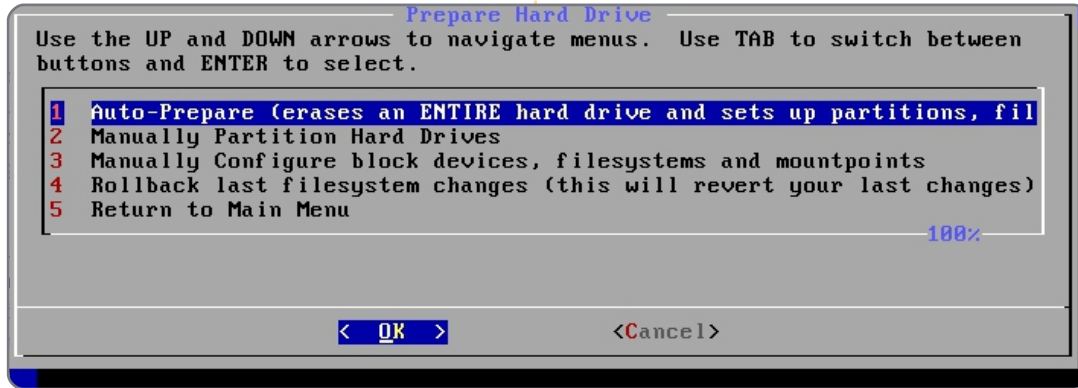 Prepare Hard Drive
Use the UP and DOWN arrows to navigate menus.  Use TAB to switch between
buttons and ENTER to select.
1  Auto-Prepare (erases an ENTIRE hard drive and sets up partitions, fil
2  Manually Partition Hard Drives
3  Manually Configure block devices, filesystems and mountpoints
4  Rollback last filesystem changes (this will revert your last changes)
5  Return to Main Menu
100%
<  OK  >  <Cancel>